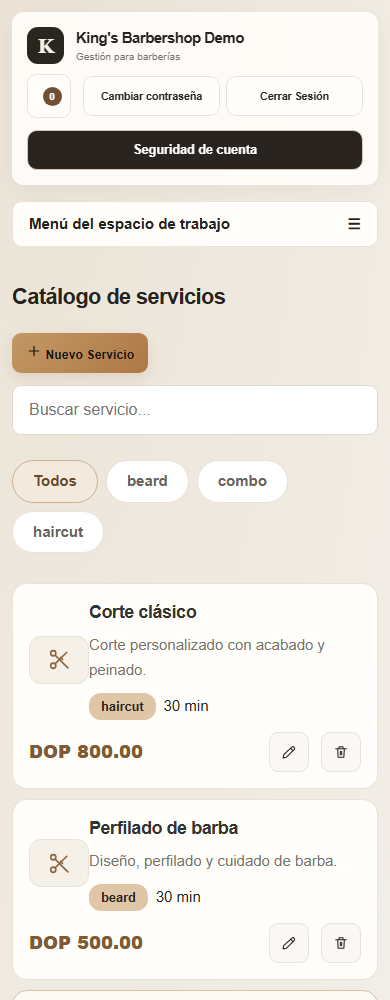 K
King's Barbershop Demo
Gestión para barberías
0
Cambiar contraseña
Cerrar Sesión
Seguridad de cuenta
Menú del espacio de trabajo
Catálogo de servicios
+ Nuevo Servicio
Buscar servicio...
Todos
beard
combo
haircut
Corte clásico
Corte personalizado con acabado y
peinado.
haircut 30 min
DOP 800.00
Perfilado de barba
Diseño, perfilado y cuidado de barba.
beard 30 min
DOP 500.00